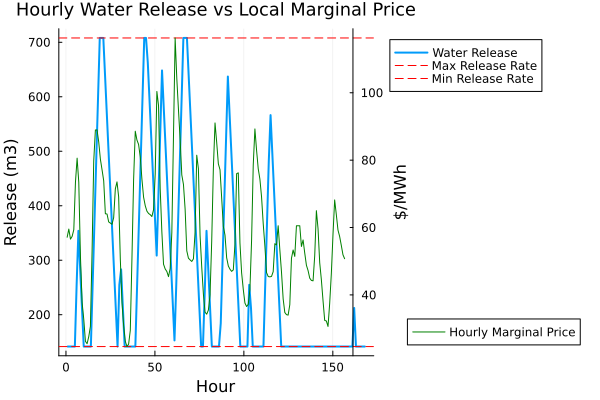 Hourly Water Release vs Local Marginal Price
Release (m3)
700
600
500
400
300
200
0
50
100
150
Hour
100
80
60
40
$/MWh
Water Release
Max Release Rate
Min Release Rate
Hourly Marginal Price